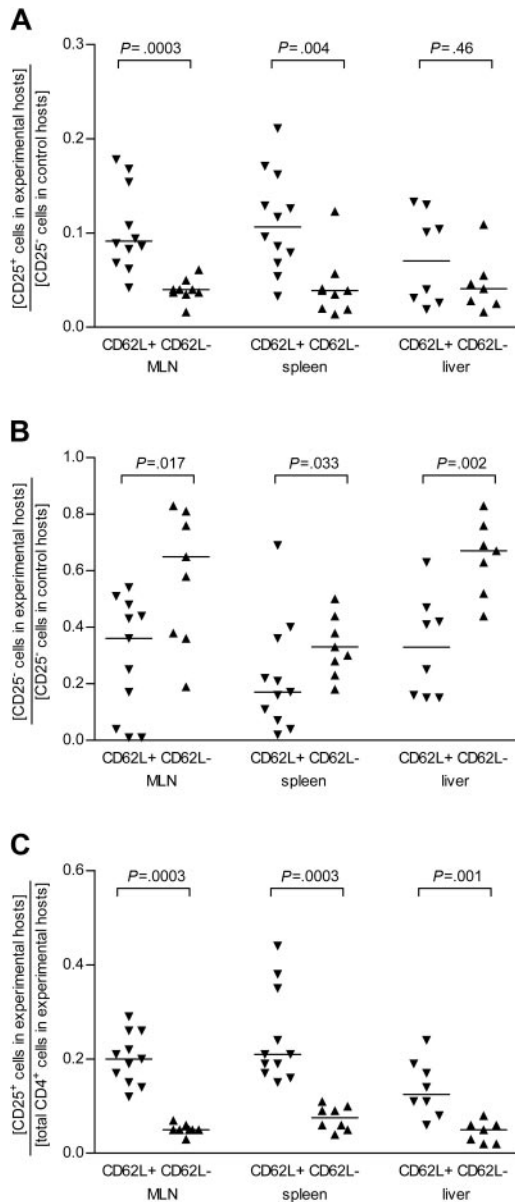 A
[CD25+ cells in experimental hosts]
[CD25- cells in control hosts]
0.3
0.2
0.1
0.0
P=.0003
P=.004
P=.46
CD62L+ CD62L-
CD62L+ CD62L-
CD62L+ CD62L-
MLN
spleen
liver
B
[CD25- cells in experimental hosts]
[CD25- cells in control hosts]
1.0
0.8
0.6
0.4
0.2
0.0
P=.017
P=.033
P=.002
CD62L+ CD62L-
CD62L+ CD62L-
CD62L+ CD62L-
MLN
spleen
liver
C
[CD25+ cells in experimental hosts]
[total CD4+ cells in experimental hosts]
0.6
0.4
0.2
0.0
P=.0003
P=.0003
P=.001
CD62L+ CD62L-
CD62L+ CD62L-
CD62L+ CD62L-
MLN
spleen
liver